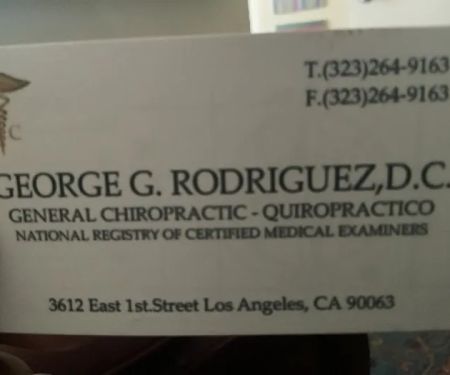 T.(323)264-9163
F.(323)264-9163
C
GEORGE G. RODRIGUEZ,D.C.
GENERAL CHIROPRACTIC - QUIROPRACTICO
NATIONAL REGISTRY OF CERTIFIED MEDICAL EXAMINERS
3612 East 1st.Street Los Angeles, CA 90063